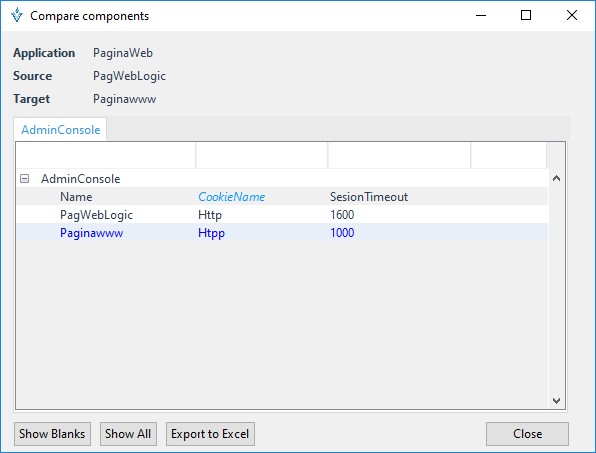 Compare components
Application PaginaWeb
Source PagWebLogic
Target Paginawww
AdminConsole
AdminConsole
Name CookieName SesionTimeout
PagWebLogic Http 1600
Paginawww Htpp 1000
Show Blanks Show All Export to Excel Close